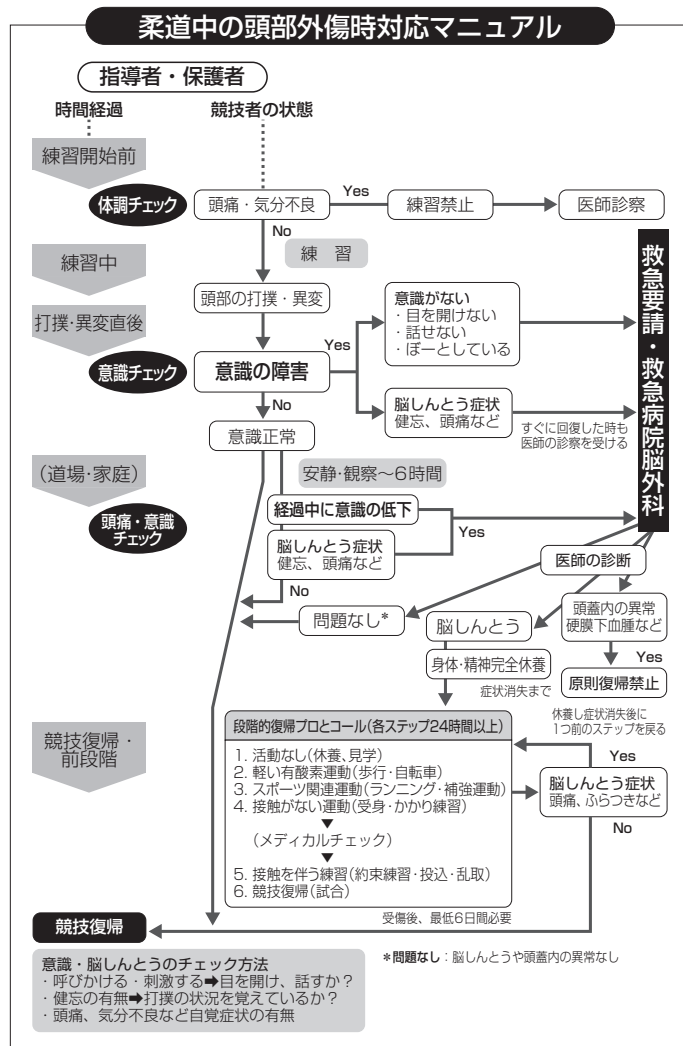 柔道中の頭部外傷時対応マニュアル
指導者・保護者
時間経過
競技者の状態
練習開始前
体調チェック
頭痛・気分不良
Yes
練習禁止
医師診察
No
練習中
練 習
打撲・異変直後
頭部の打撲・異変
意識がない
・目を開けない
・話せない
・ぼーとしている
救急要請・救急病院脳外科
意識チェック
意識の障害
Yes
No
脳しんとう症状
健忘、頭痛など
すぐに回復した時も
医師の診察を受ける
意識正常
(道場・家庭)
安静・観察～6時間
頭痛・意識
チェック
経過中に意識の低下
Yes
脳しんとう症状
健忘、頭痛など
No
医師の診断
問題なし*
脳しんとう
頭蓋内の異常
硬膜下血腫など
身体・精神完全休養
Yes
症状消失まで
原則復帰禁止
競技復帰・
前段階
段階的復帰プロとコール(各ステップ24時間以上)
1. 活動なし(休養、見学)
2. 軽い有酸素運動(歩行・自転車)
3. スポーツ関連運動(ランニング・補強運動)
4. 接触がない運動(受身・かかり練習)
▼
(メディカルチェック)
▼
5. 接触を伴う練習(約束練習・投込・乱取)
6. 競技復帰(試合)
休養し症状消失後に
1つ前のステップを戻る
Yes
脳しんとう症状
頭痛、ふらつきなど
No
受傷後、最低6日間必要
競技復帰
意識・脳しんとうのチェック方法
・呼びかける・刺激する➡目を開け、話すか？
・健忘の有無➡打撲の状況を覚えているか？
・頭痛、気分不良など自覚症状の有無
*問題なし：脳しんとうや頭蓋内の異常なし